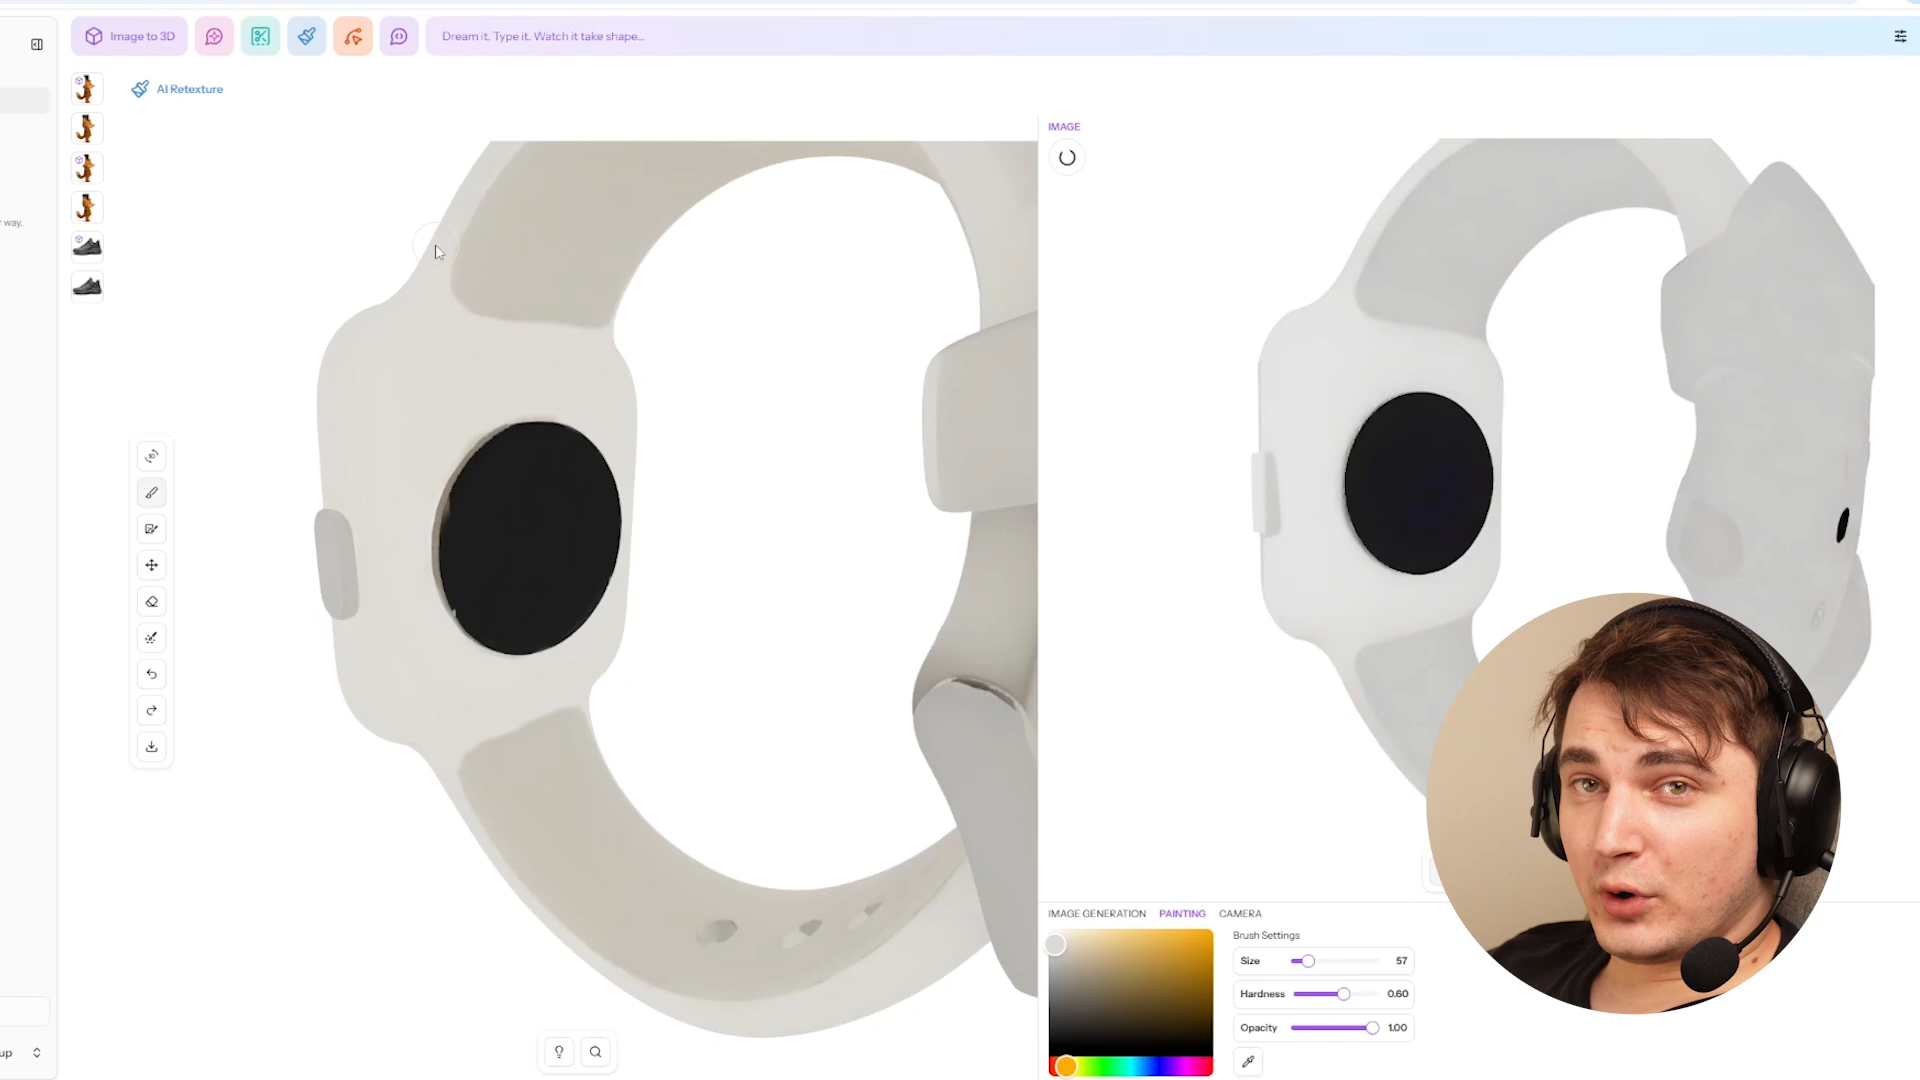 Image to 3D
Dream it. Type it. Watch it take shape...
AI Retexture
IMAGE
way.
3D
IMAGE GENERATION
PAINTING
CAMERA
Brush Settings
Size
57
Hardness
0.60
Opacity
1.00
up